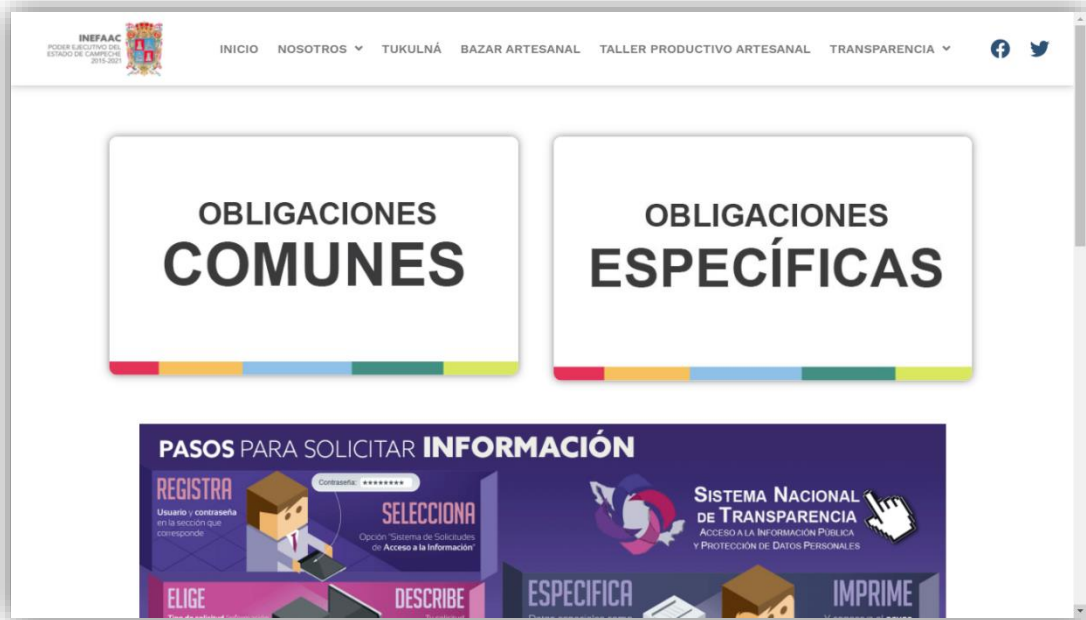 INEFAAC
PODER EJECUTIVO DEL
ESTADO DE CAMPECHE
2015-2021
INICIO NOSOTROS TUKULNÁ BAZAR ARTESANAL TALLER PRODUCTIVO ARTESANAL TRANSPARENCIA
OBLIGACIONES
COMUNES
OBLIGACIONES
ESPECÍFICAS
PASOS PARA SOLICITAR INFORMACIÓN
REGISTRA
Usuario y contraseña
en la sección que
corresponde
Contraseña: ********
SELECCIONA
Opción "Sistema de Solicitudes
de Acceso a la Información"
SISTEMA NACIONAL
DE TRANSPARENCIA
ACCESO A LA INFORMACIÓN PÚBLICA
Y PROTECCIÓN DE DATOS PERSONALES
ELIGE
DESCRIBE
ESPECIFICA
IMPRIME